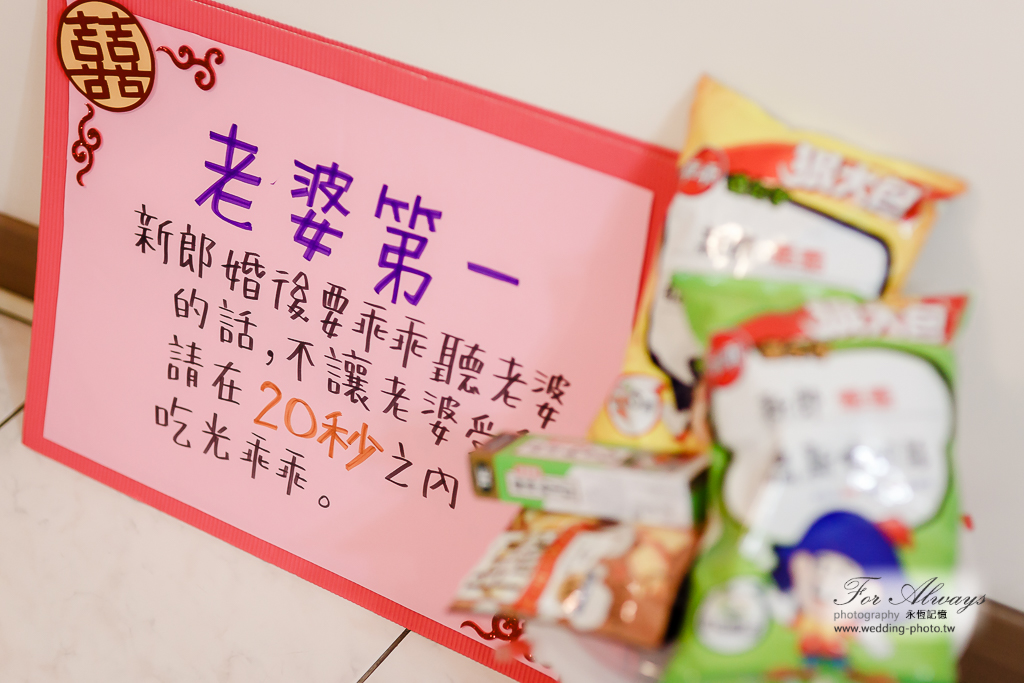 囍
老婆第一
新郎婚後要乖乖聽老婆
的話,不讓老婆受
請在20秒之內
吃光乖乖。
For Always
photography 永恆記憶
www.wedding-photo.tw